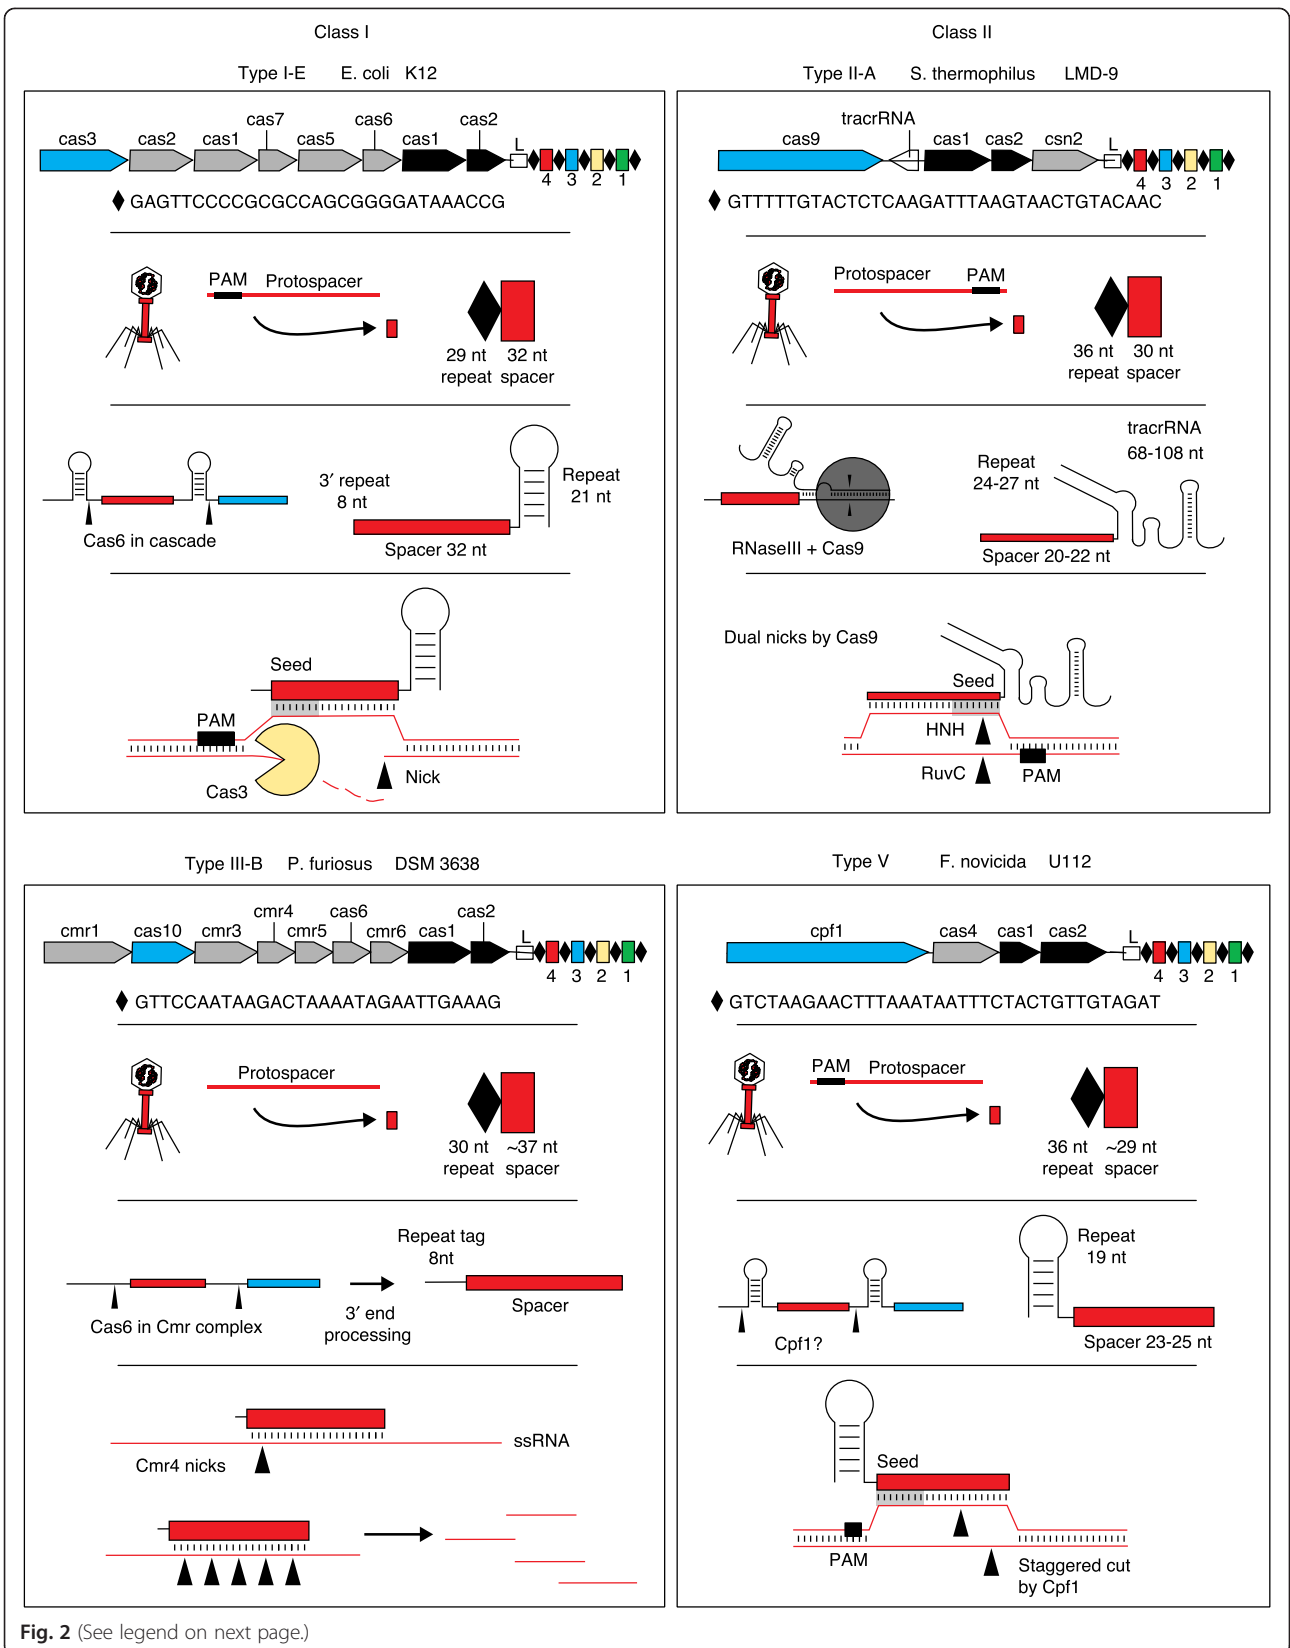 Class I
Class II
Type I-E E. coli K12
cas3 cas2 cas1 cas7 cas5 cas6 cas1 cas2 L
4 3 2 1
GAGTTCCCCGCGCCAGCGGGGATAAACCG
PAM Protospacer
29 nt 32 nt
repeat spacer
3′ repeat
8 nt
Repeat
21 nt
Cas6 in cascade
Spacer 32 nt
Seed
PAM
Cas3
Nick
Type II-A S. thermophilus LMD-9
cas9 tracrRNA cas1 cas2 csn2 L
4 3 2 1
GTTTTTGTACTCTCAAGATTTAAGTAACTGTACAAC
Protospacer PAM
36 nt 30 nt
repeat spacer
tracrRNA
68-108 nt
Repeat
24-27 nt
RNaseIII + Cas9
Spacer 20-22 nt
Dual nicks by Cas9
Seed
HNH
RuvC
PAM
Type III-B P. furiosus DSM 3638
cmr1 cas10 cmr3 cmr4 cmr5 cas6 cmr6 cas1 cas2 L
4 3 2 1
GTTCCAATAAGACTAAAATAGAATTGAAAG
Protospacer
30 nt ~37 nt
repeat spacer
Repeat tag
8nt
Cas6 in Cmr complex
3′ end
processing
Spacer
ssRNA
Cmr4 nicks
Type V F. novicida U112
cpf1 cas4 cas1 cas2 L
4 3 2 1
GTCTAAGAACTTTAAATAATTTCTACTGTTGTAGAT
PAM Protospacer
36 nt ~29 nt
repeat spacer
Repeat
19 nt
Cpf1?
Spacer 23-25 nt
Seed
PAM
Staggered cut
by Cpf1
Fig. 2 (See legend on next page.)